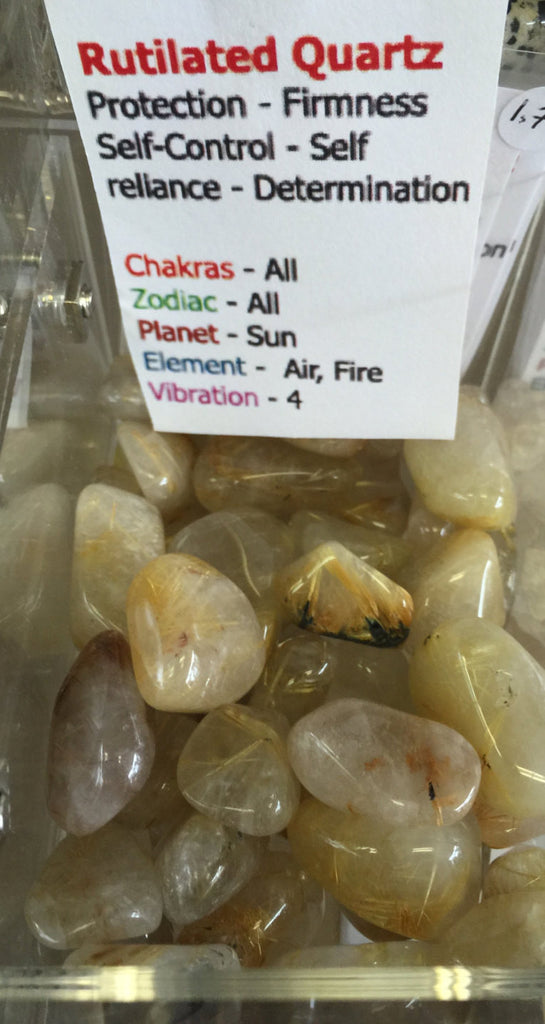 Rutilated Quartz
Protection - Firmness
Self-Control - Self
reliance - Determination
Chakras - All
Zodiac - All
Planet - Sun
Element - Air, Fire
Vibration - 4